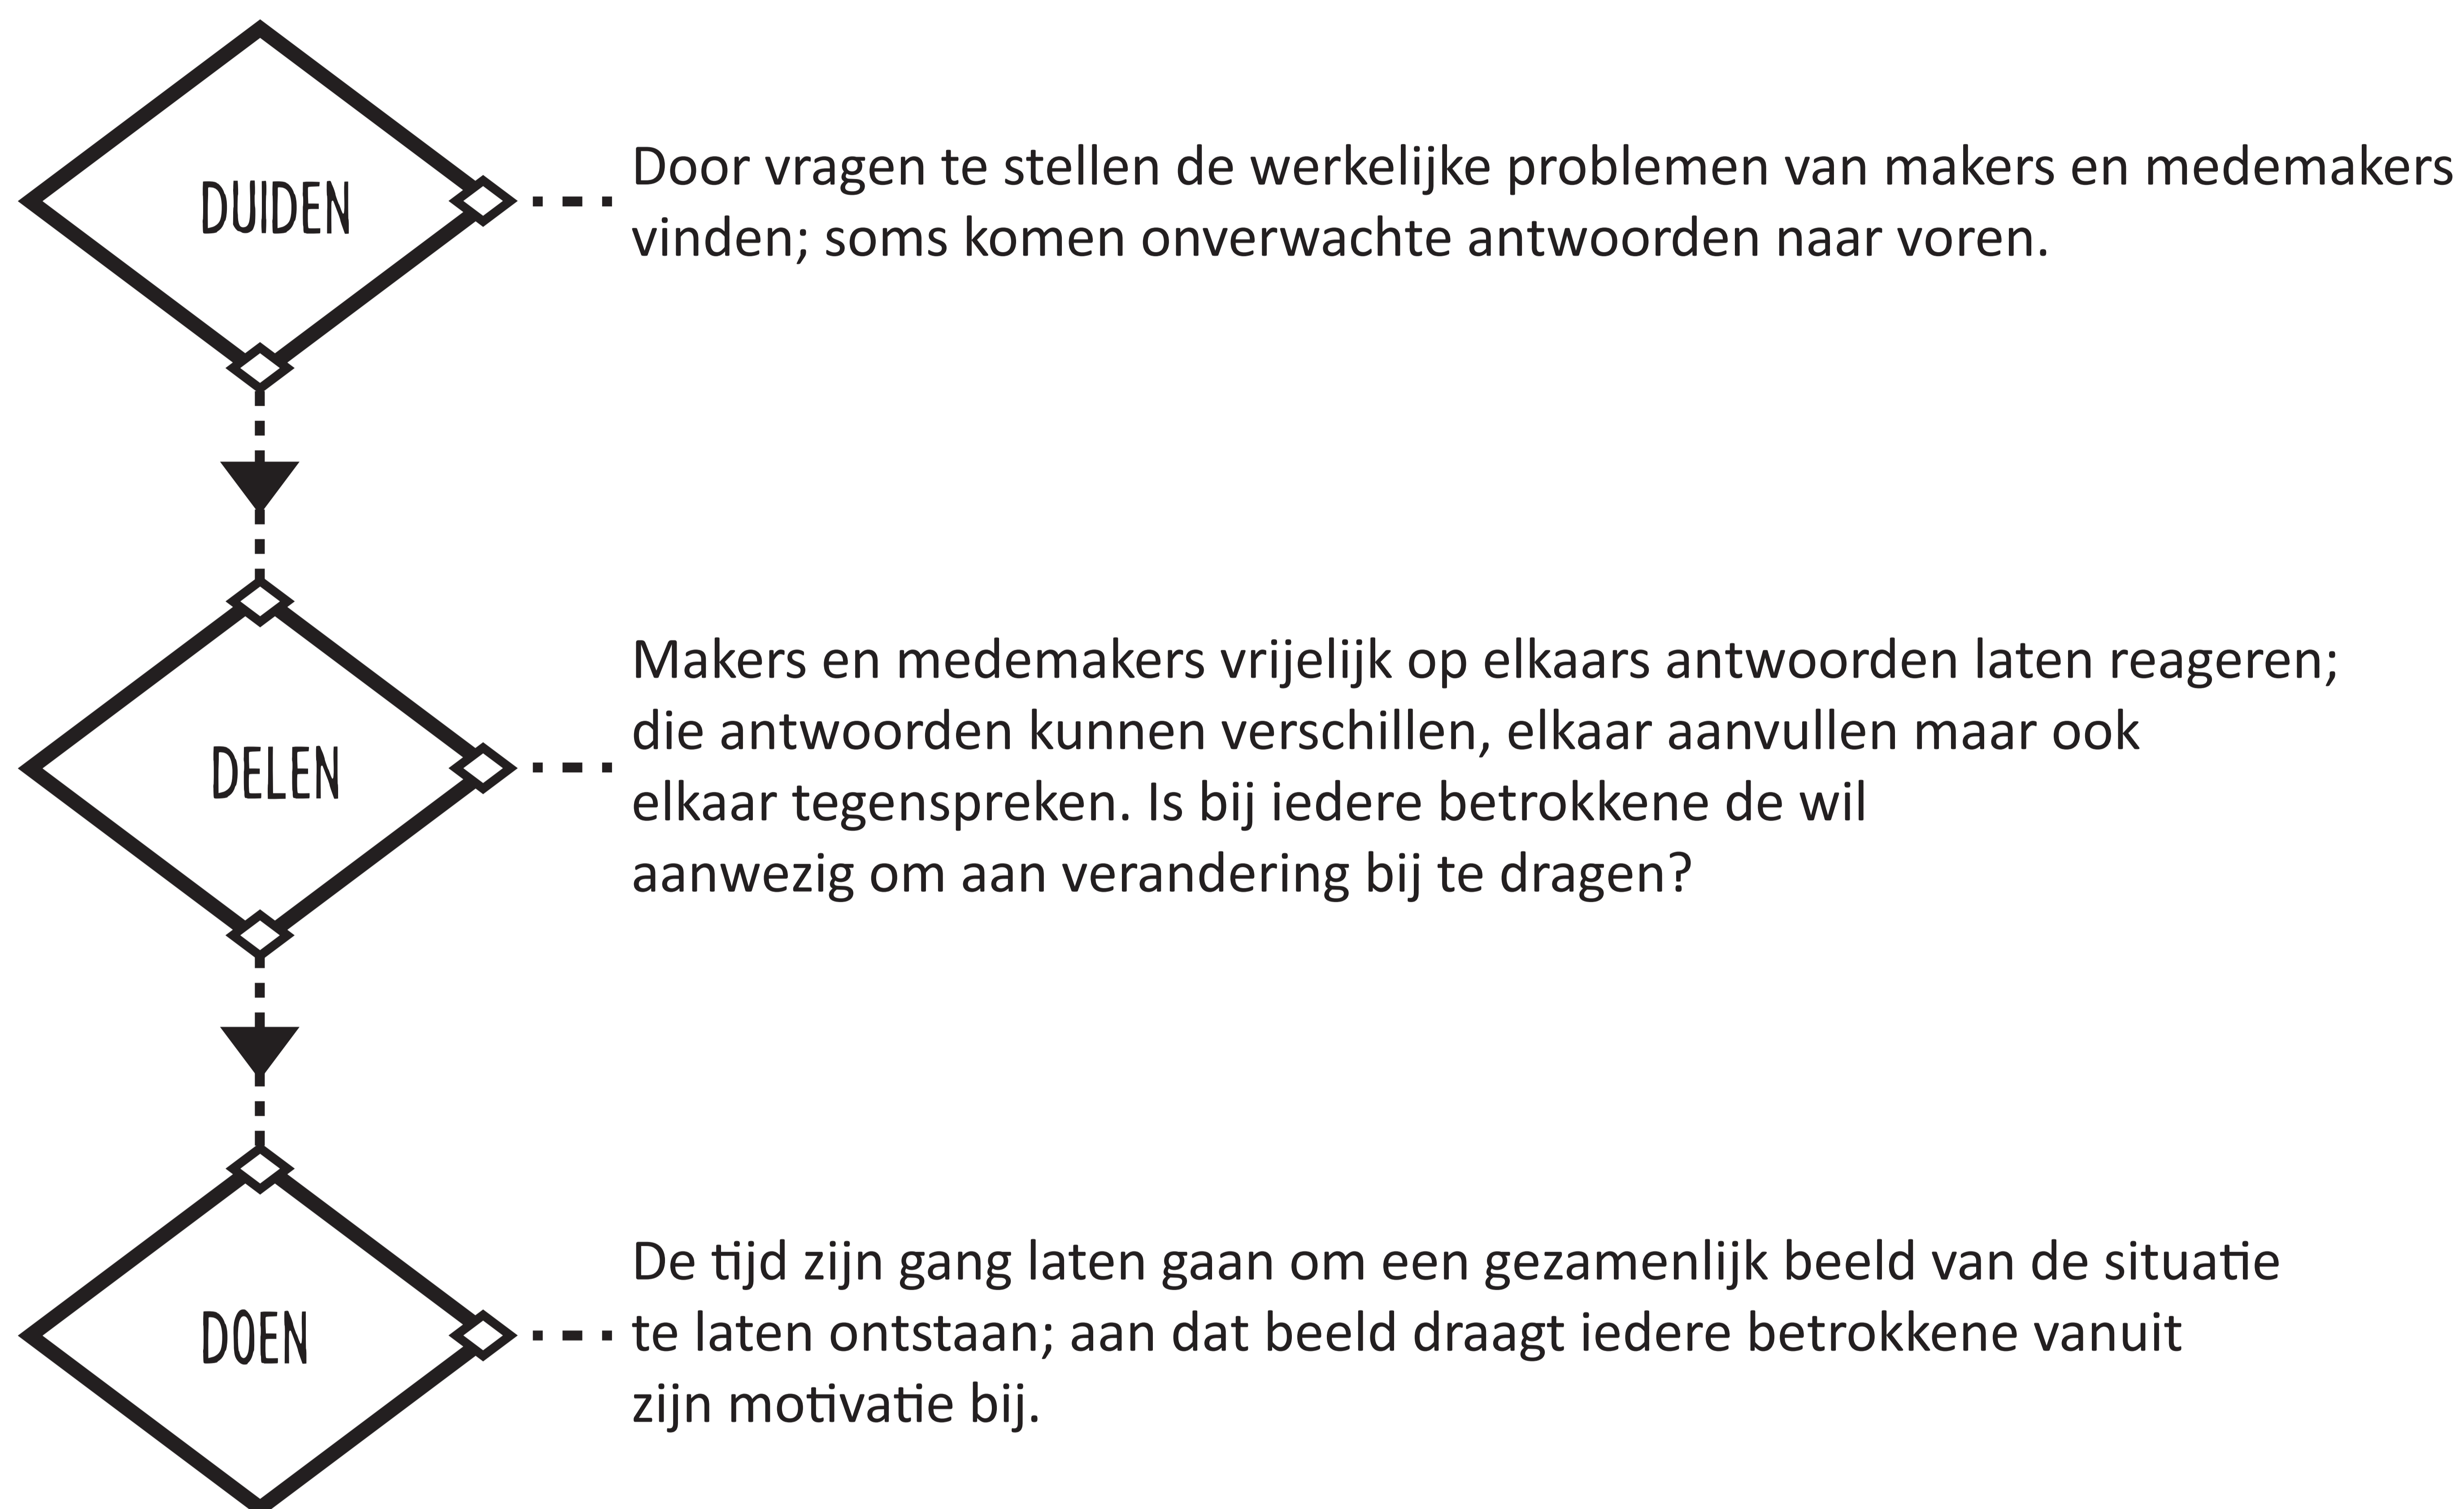 DUIDEN
Door vragen te stellen de werkelijke problemen van makers en medemakers
vinden; soms komen onverwachte antwoorden naar voren.
DELEN
Makers en medemakers vrijelijk op elkaars antwoorden laten reageren;
die antwoorden kunnen verschillen, elkaar aanvullen maar ook
elkaar tegenspreken. Is bij iedere betrokkene de wil
aanwezig om aan verandering bij te dragen?
DOEN
De tijd zijn gang laten gaan om een gezamenlijk beeld van de situatie
te laten ontstaan; aan dat beeld draagt iedere betrokkene vanuit
zijn motivatie bij.